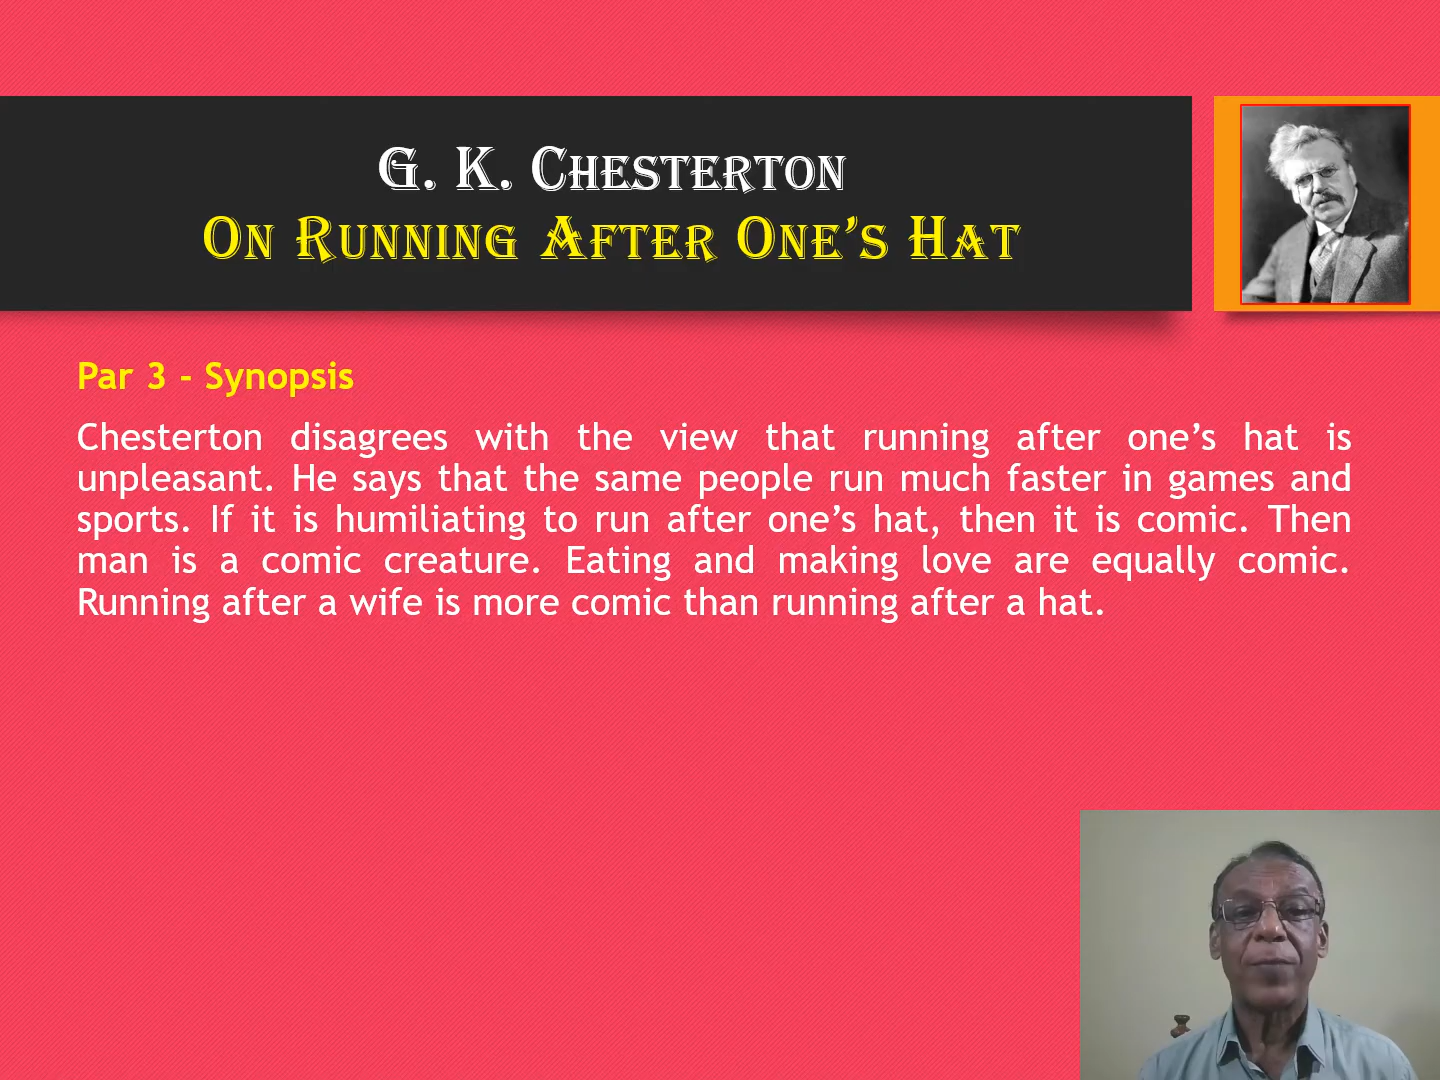 G. K. Chesterton
On Running After One’s Hat
Par 3 - Synopsis
Chesterton disagrees with the view that running after one’s hat is
unpleasant. He says that the same people run much faster in games and
sports. If it is humiliating to run after one’s hat, then it is comic. Then
man is a comic creature. Eating and making love are equally comic.
Running after a wife is more comic than running after a hat.